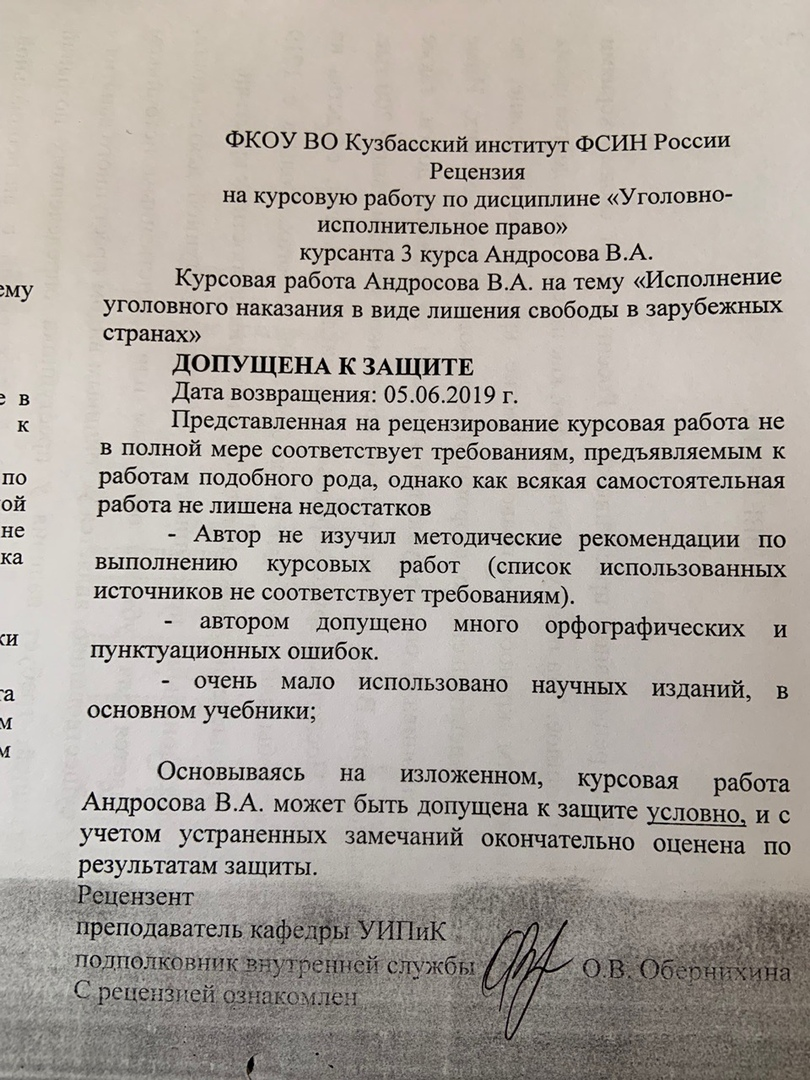 ФКОУ ВО Кузбасский институт ФСИН России
Рецензия
на курсовую работу по дисциплине «Уголовно-
исполнительное право»
курсанта 3 курса Андросова В.А.
Курсовая работа Андросова В.А. на тему «Исполнение
уголовного наказания в виде лишения свободы в зарубежных
странах»
ДОПУЩЕНА К ЗАЩИТЕ
Дата возвращения: 05.06.2019 г.
Представленная на рецензирование курсовая работа не
в полной мере соответствует требованиям, предъявляемым к
работам подобного рода, однако как всякая самостоятельная
работа не лишена недостатков
- Автор не изучил методические рекомендации по
выполнению курсовых работ (список использованных
источников не соответствует требованиям).
- автором допущено много орфографических и
пунктуационных ошибок.
- очень мало использовано научных изданий, в
основном учебники;
Основываясь на изложенном, курсовая работа
Андросова В.А. может быть допущена к защите условно, и с
учетом устраненных замечаний окончательно оценена по
результатам защиты.
Рецензент
преподаватель кафедры УИПиК
подполковник внутренней службы О.В. Обернихина
С рецензией ознакомлен